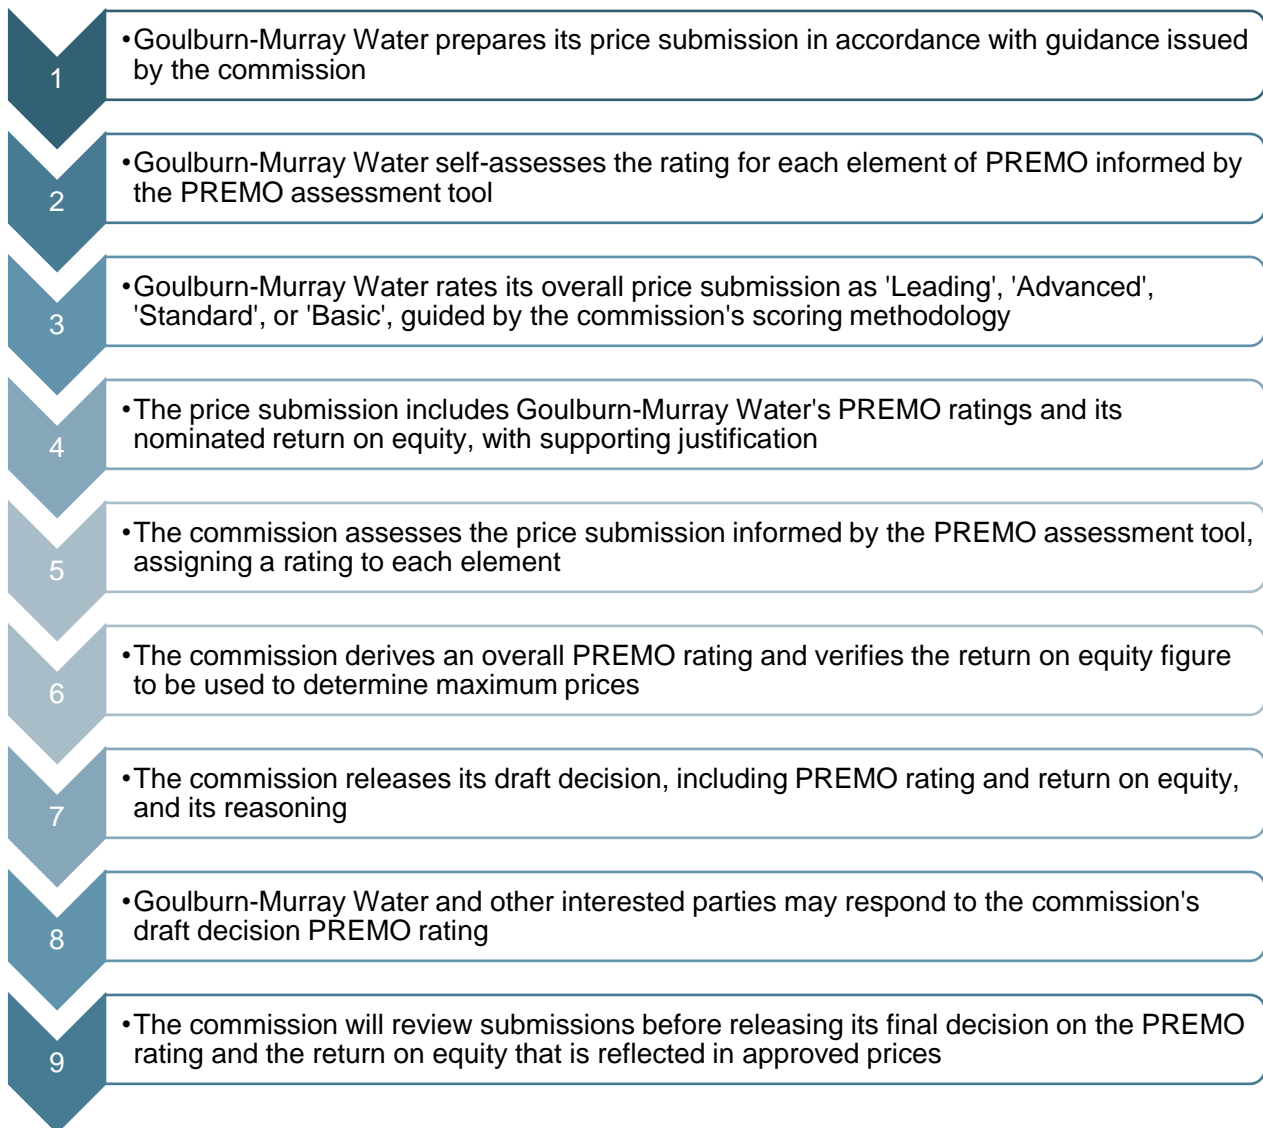 1
•Goulburn-Murray Water prepares its price submission in accordance with guidance issued
by the commission
2
•Goulburn-Murray Water self-assesses the rating for each element of PREMO informed by
the PREMO assessment tool
3
•Goulburn-Murray Water rates its overall price submission as 'Leading', 'Advanced',
'Standard', or 'Basic', guided by the commission's scoring methodology
4
•The price submission includes Goulburn-Murray Water's PREMO ratings and its
nominated return on equity, with supporting justification
5
•The commission assesses the price submission informed by the PREMO assessment tool,
assigning a rating to each element
6
•The commission derives an overall PREMO rating and verifies the return on equity figure
to be used to determine maximum prices
7
•The commission releases its draft decision, including PREMO rating and return on equity,
and its reasoning
8
•Goulburn-Murray Water and other interested parties may respond to the commission's
draft decision PREMO rating
9
•The commission will review submissions before releasing its final decision on the PREMO
rating and the return on equity that is reflected in approved prices